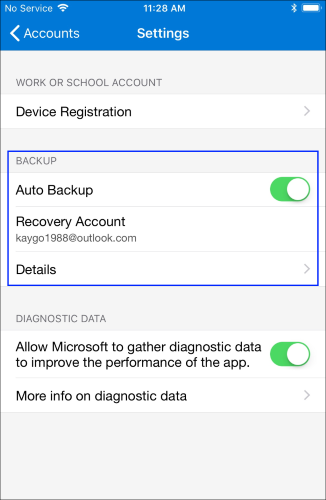 No Service 11:28 AM
Accounts Settings
WORK OR SCHOOL ACCOUNT
Device Registration
BACKUP
Auto Backup
Recovery Account
kaygo1988@outlook.com
Details
DIAGNOSTIC DATA
Allow Microsoft to gather diagnostic data
to improve the performance of the app.
More info on diagnostic data